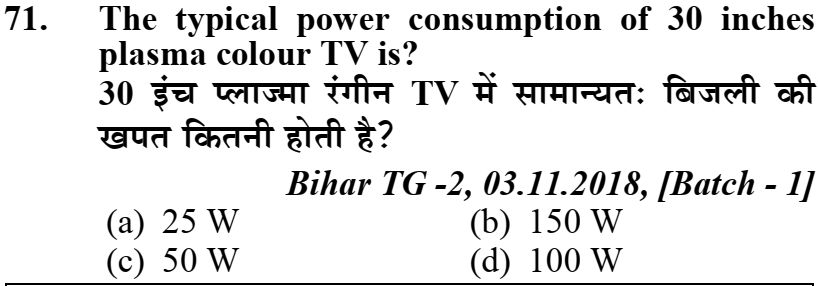 71. The typical power consumption of 30 inches
plasma colour TV is?
30 इंच प्लाज्मा रंगीन TV में सामान्यतः बिजली की
खपत कितनी होती है?
Bihar TG -2, 03.11.2018, [Batch - 1]
(a) 25 W (b) 150 W
(c) 50 W (d) 100 W